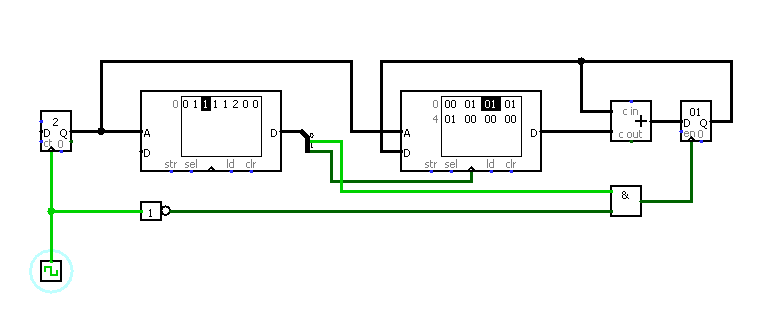 2
D Q
ct 0
0 0 1 1 1 1 2 0 0
A D
D
str sel ld clr
0 00 01 01 01
4 01 00 00 00
A D
D
str sel ld clr
c in
+
c out
01
D Q
en 0
1
&